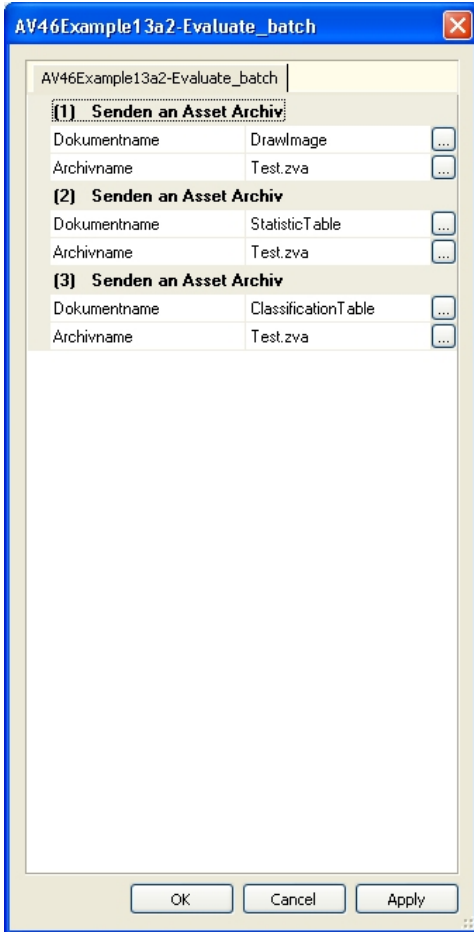 AV46Example13a2-Evaluate_batch
AV46Example13a2-Evaluate_batch
(1) Senden an Asset Archiv
Dokumentname DrawImage ...
Archivname Test.zva ...
(2) Senden an Asset Archiv
Dokumentname StatisticTable ...
Archivname Test.zva ...
(3) Senden an Asset Archiv
Dokumentname ClassificationTable ...
Archivname Test.zva ...
OK Cancel Apply